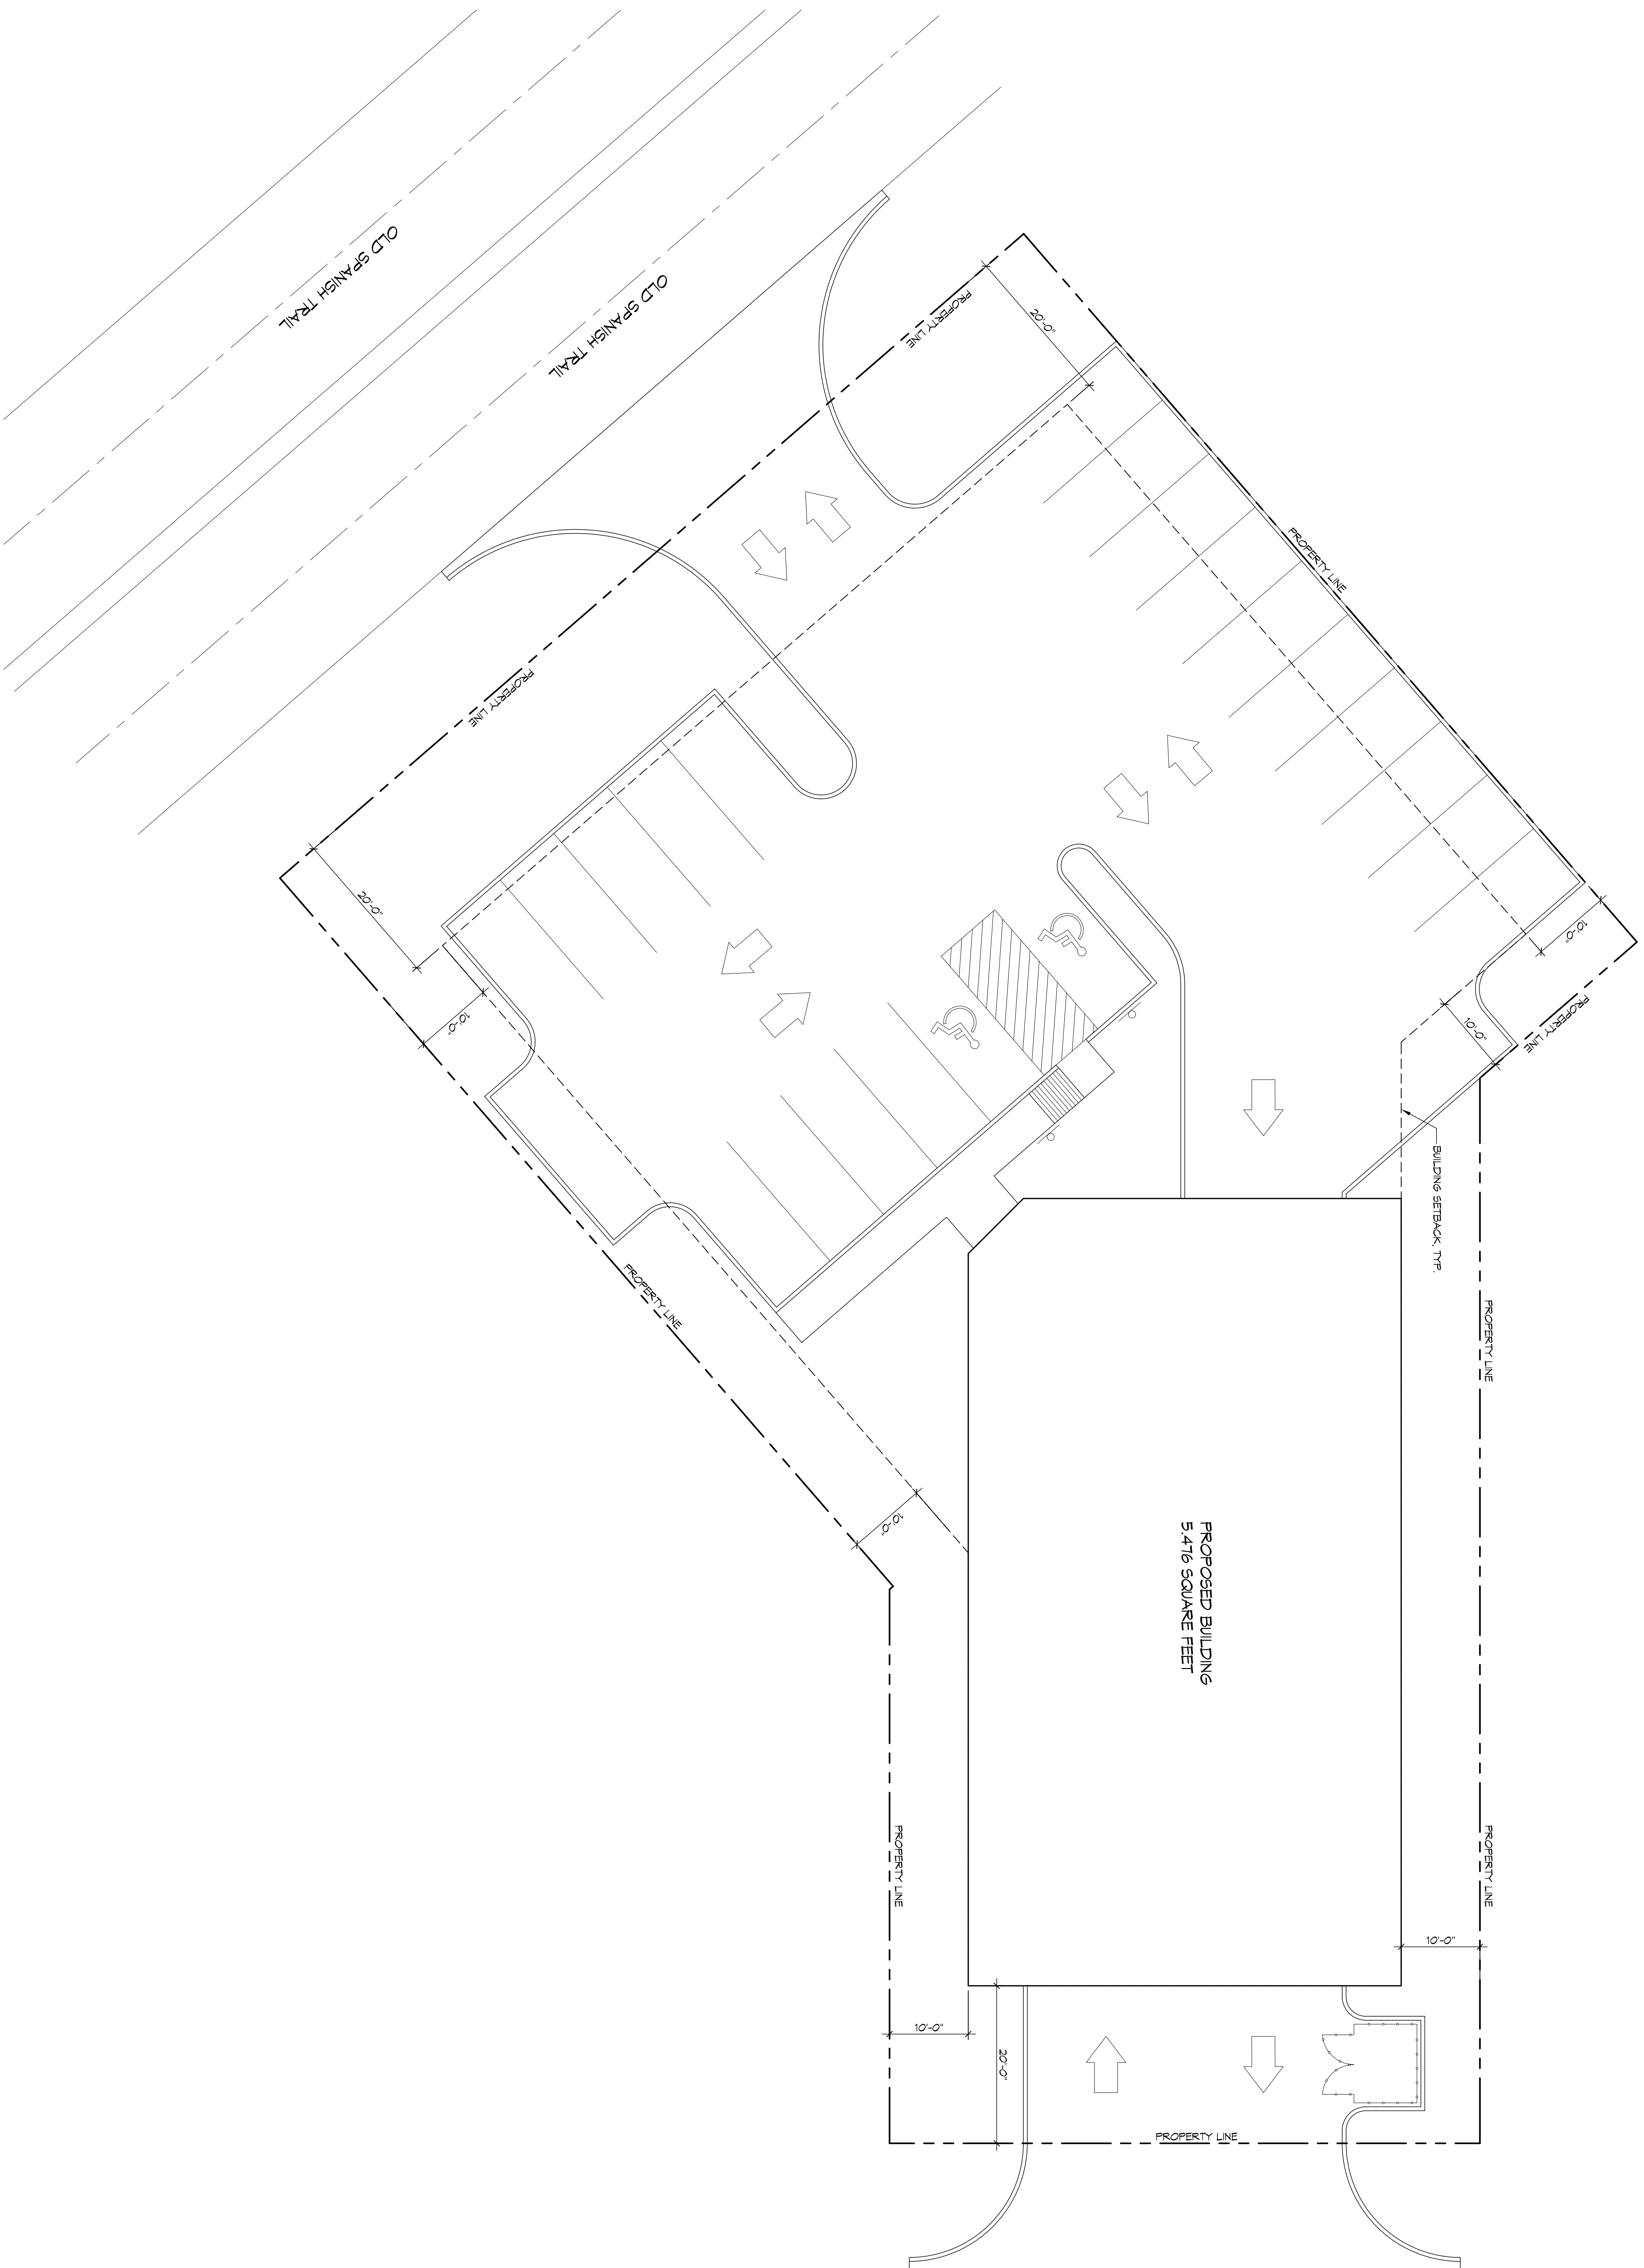 OLD SPANISH TRAIL
OLD SPANISH TRAIL
PROPERTY LINE
20'-0"
PROPERTY LINE
PROPERTY LINE
20'-0"
10'-0"
10'-0"
PROPERTY LINE
10'-0"
BUILDING SETBACK, TYP.
PROPERTY LINE
PROPERTY LINE
10'-0"
PROPOSED BUILDING
5,476 SQUARE FEET
PROPERTY LINE
PROPERTY LINE
10'-0"
10'-0"
20'-0"
PROPERTY LINE